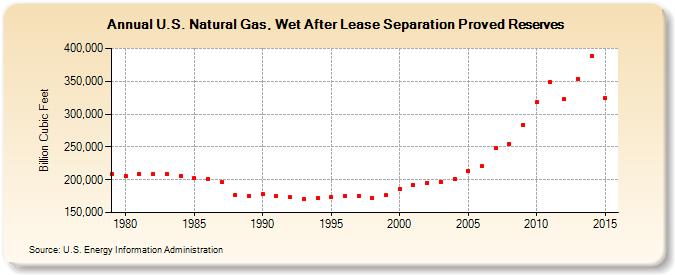 Annual U.S. Natural Gas, Wet After Lease Separation Proved Reserves
Billion Cubic Feet
400,000
350,000
300,000
250,000
200,000
150,000
1980 1985 1990 1995 2000 2005 2010 2015
Source: U.S. Energy Information Administration